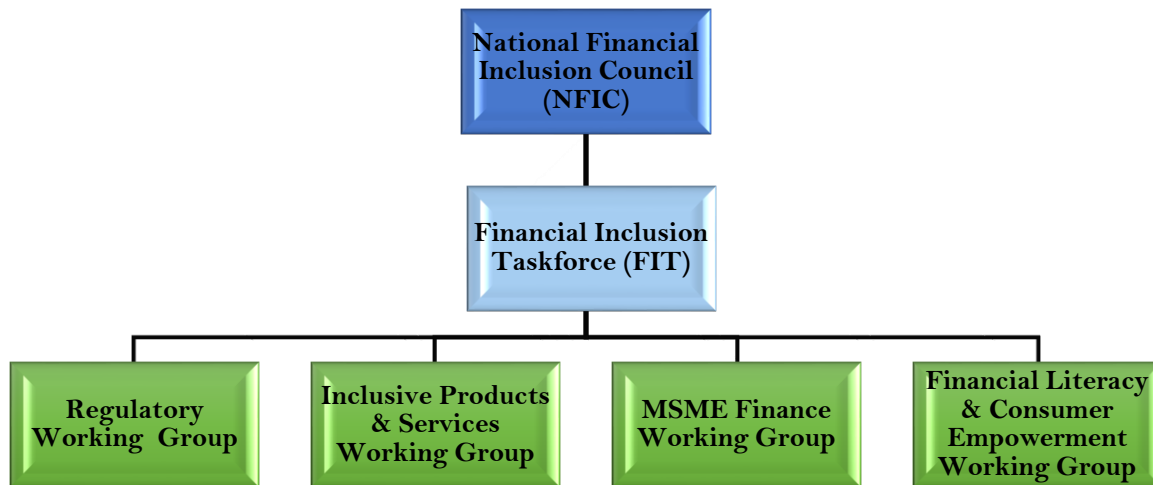 National Financial
Inclusion Council
(NFIC)
Financial Inclusion
Taskforce (FIT)
Regulatory
Working Group
Inclusive Products
& Services
Working Group
MSME Finance
Working Group
Financial Literacy
& Consumer
Empowerment
Working Group